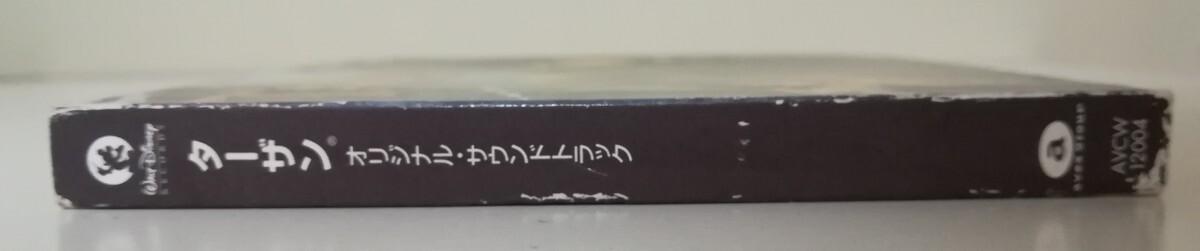 Walt Disney
RECORDS
ターザン®
オリジナル・サウンドトラック
a
avex group
AVCW
12004